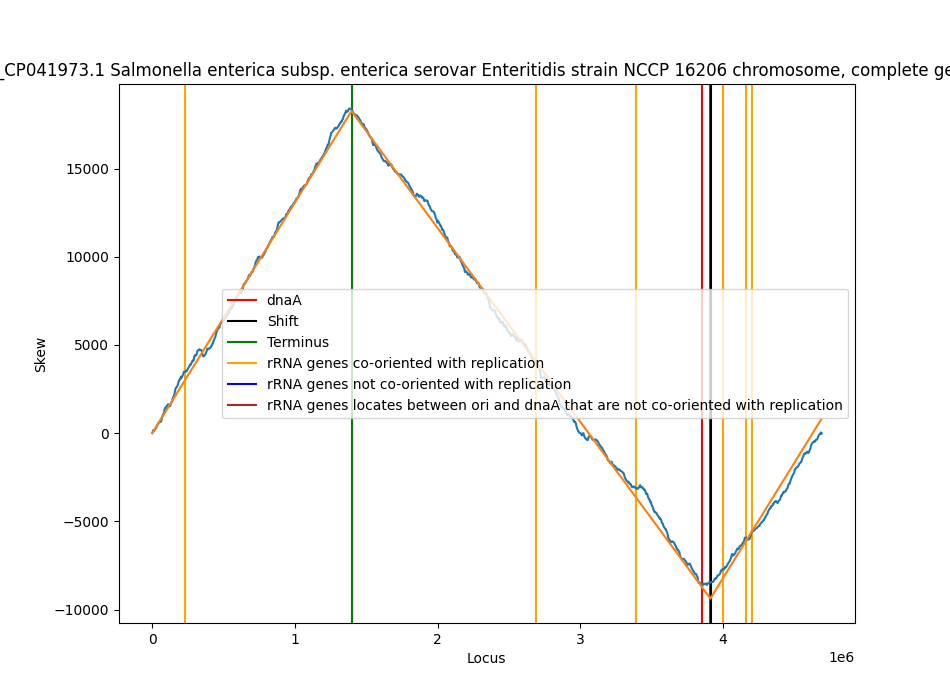 _CP041973.1 Salmonella enterica subsp. enterica serovar Enteritidis strain NCCP 16206 chromosome, complete ge
15000
10000
5000
0
−5000
−10000
Skew
dnaA
Shift
Terminus
rRNA genes co-oriented with replication
rRNA genes not co-oriented with replication
rRNA genes locates between ori and dnaA that are not co-oriented with replication
0 1 2 3 4
1e6
Locus